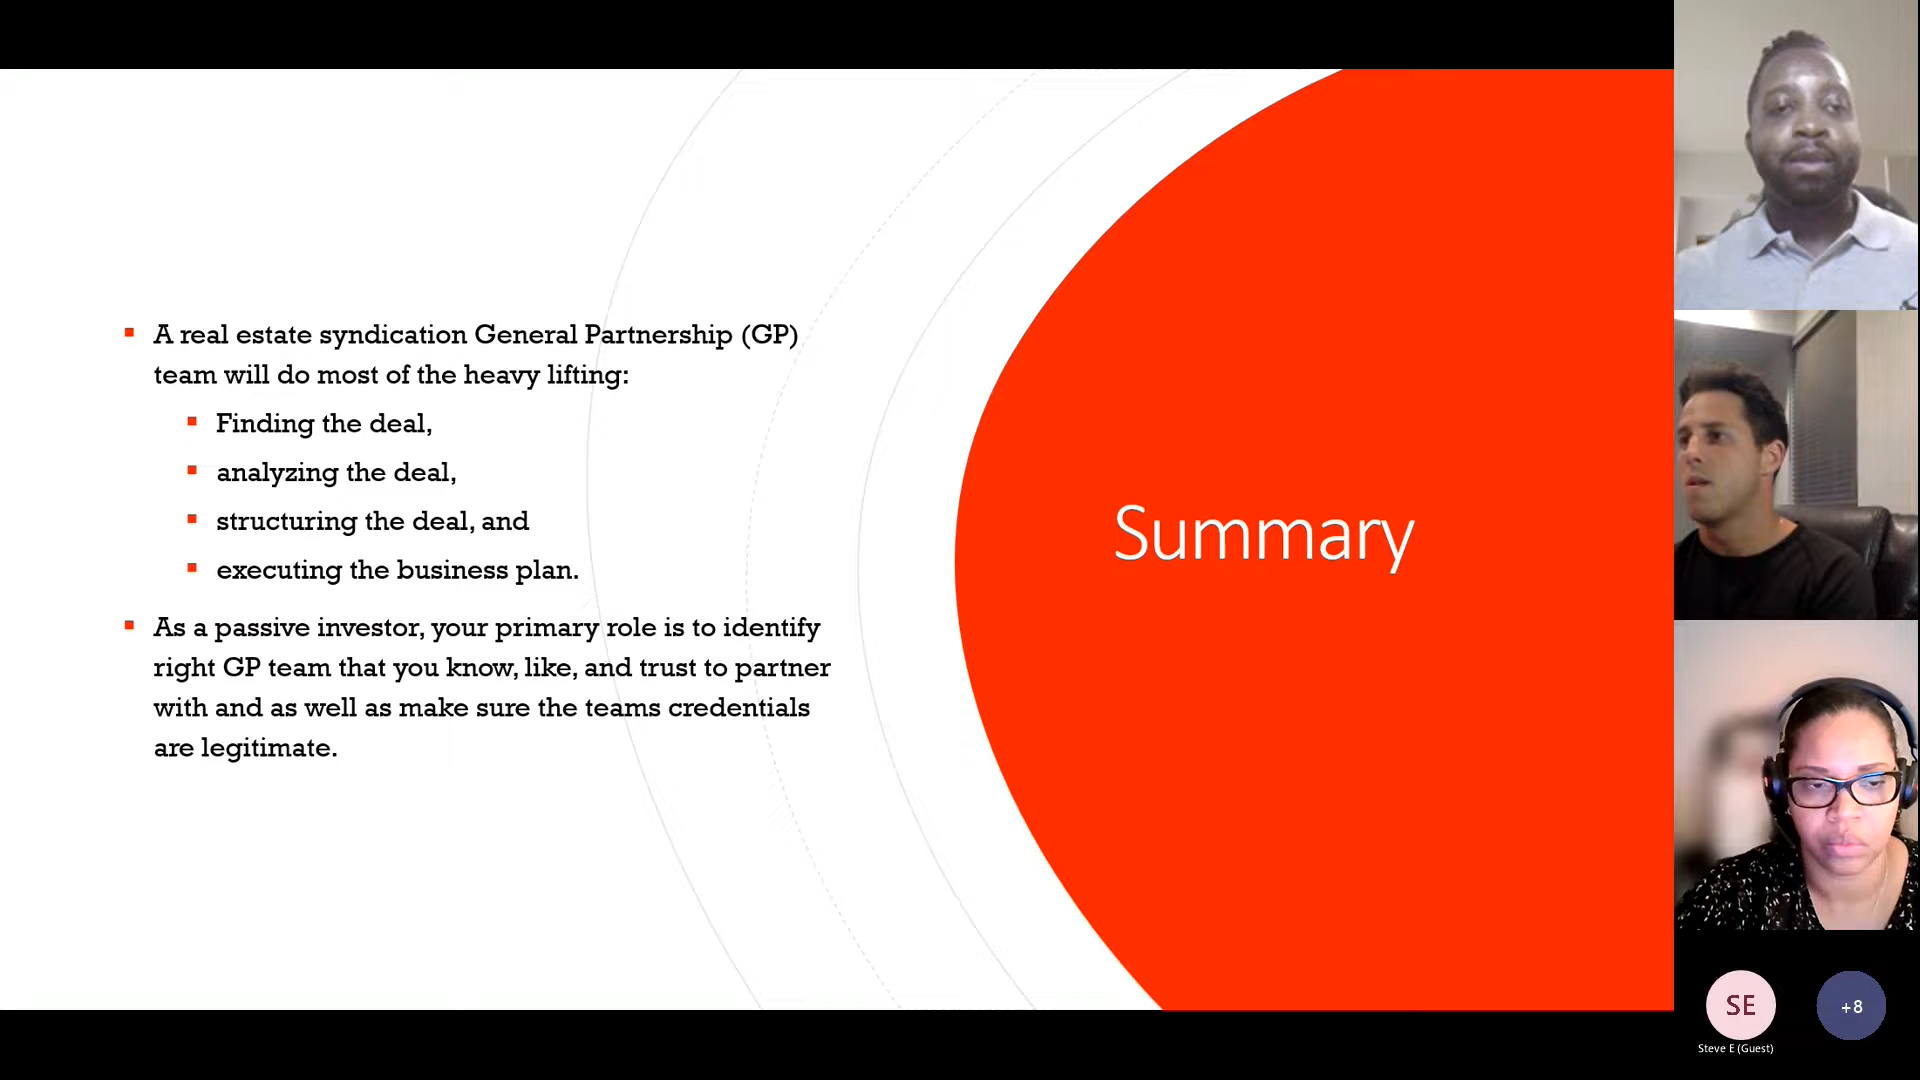 A real estate syndication General Partnership (GP)
team will do most of the heavy lifting:
Finding the deal,
analyzing the deal,
structuring the deal, and
executing the business plan.
As a passive investor, your primary role is to identify
right GP team that you know, like, and trust to partner
with and as well as make sure the teams credentials
are legitimate.
Summary
SE
+8
Steve E (Guest)